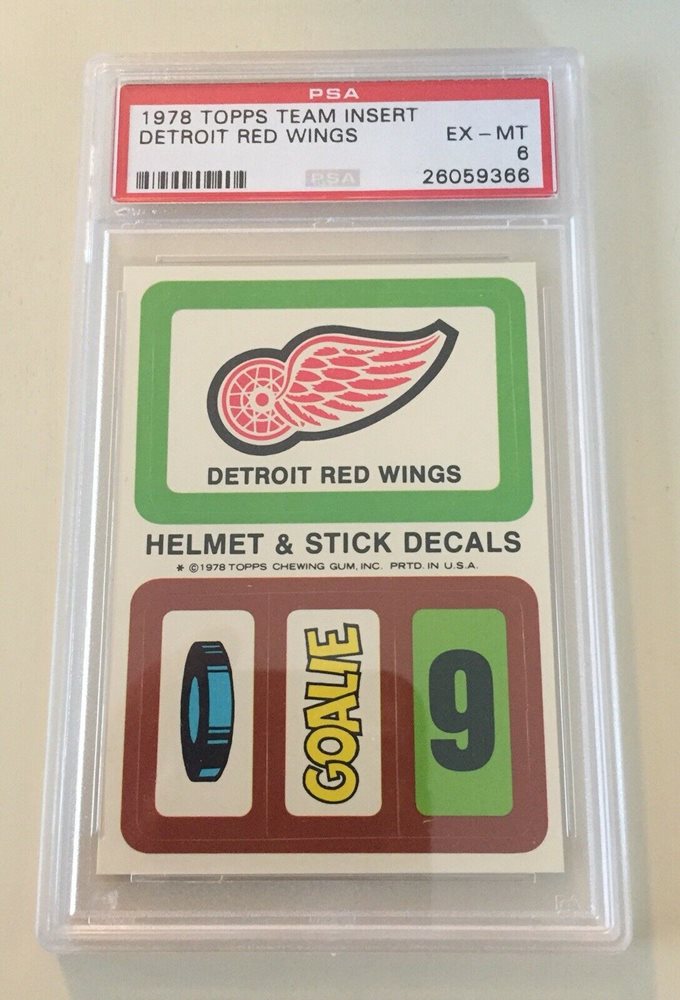 PSA
1978 TOPPS TEAM INSERT
DETROIT RED WINGS EX - MT
6
PSA 26059366
DETROIT RED WINGS
HELMET & STICK DECALS
* ©1978 TOPPS CHEWING GUM, INC. PRTD. IN U.S.A.
GOALIE
9